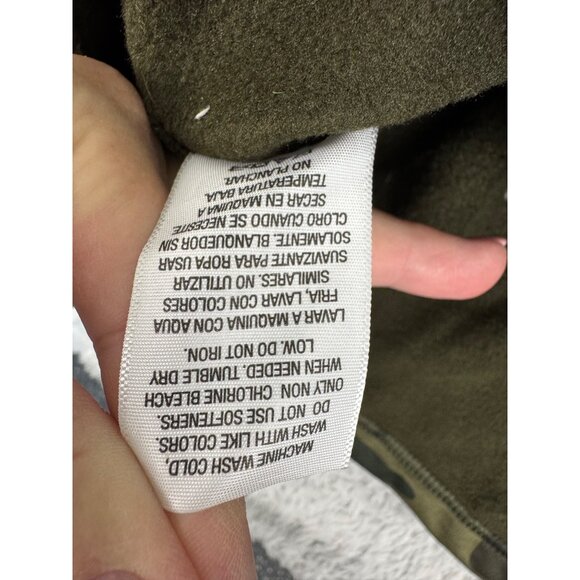 MACHINE WASH COLD,
WASH WITH LIKE COLORS.
DO NOT USE SOFTENERS.
ONLY NON CHLORINE BLEACH
WHEN NEEDED. TUMBLE DRY
LOW. DO NOT IRON.
LAVAR A MAQUINA CON AQUA
FRIA, LAVAR CON COLORES
SIMILARES. NO UTILIZAR
SUAVIZANTE PARA ROPA USAR
SOLAMENTE. BLANQUEDOR SIN
CLORO CUANDO SE NECESITE.
SECAR EN MAQUINA A
TEMPERATURA BAJA.
NO PLANCHAR.